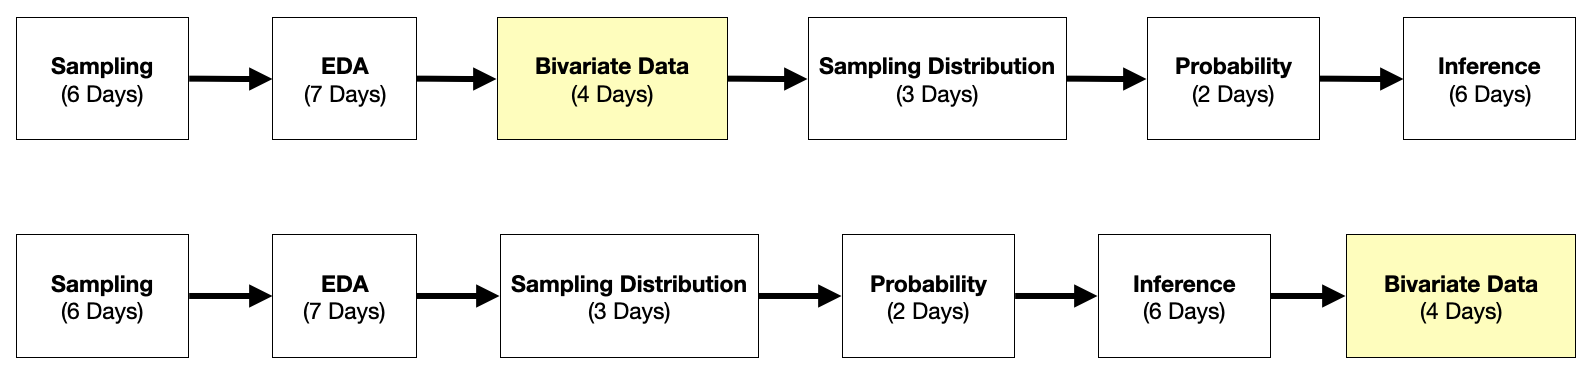 Sampling
(6 Days)
EDA
(7 Days)
Bivariate Data
(4 Days)
Sampling Distribution
(3 Days)
Probability
(2 Days)
Inference
(6 Days)
Sampling
(6 Days)
EDA
(7 Days)
Sampling Distribution
(3 Days)
Probability
(2 Days)
Inference
(6 Days)
Bivariate Data
(4 Days)